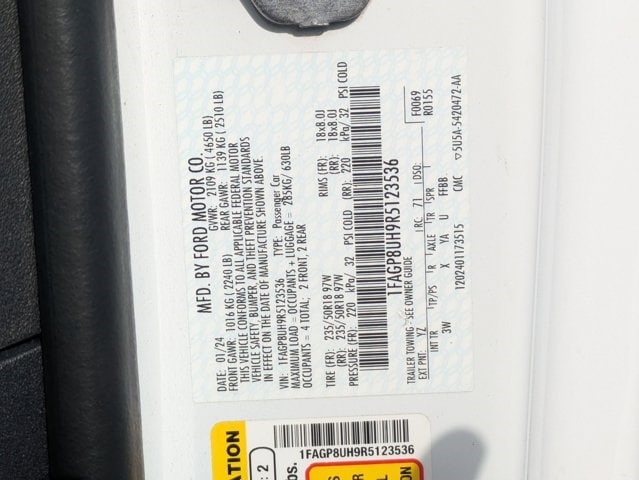 MFD. BY FORD MOTOR CO.
DATE: 01/24 GVWR: 2109 KG ( 4650 LB)
FRONT GAWR: 1016 KG ( 2240 LB) REAR GAWR: 1139 KG ( 2510 LB)
THIS VEHICLE CONFORMS TO ALL APPLICABLE FEDERAL MOTOR
VEHICLE SAFETY, BUMPER, AND THEFT PREVENTION STANDARDS
IN EFFECT ON THE DATE OF MANUFACTURE SHOWN ABOVE.
VIN: 1FAGP8UH9R5123536 TYPE: Passenger Car
MAXIMUM LOAD = OCCUPANTS + LUGGAGE = 285KG/ 630LB
OCCUPANTS = 4 TOTAL: 2 FRONT, 2 REAR
TIRE (FR): 235/50R18 97W RIMS (FR): 18x8.0J
(RR): 235/50R18 97W (RR): 18x8.0J
PRESSURE (FR): 220 kPa/ 32 PSI COLD (RR): 220 kPa/ 32 PSI COLD
1FAGP8UH9R5123536
F0069
R0155
TRAILER TOWING - SEE OWNER GUIDE
EXT PNT: YZ RC: 71 DSO:
INT TR TP/PS R AXLE TR SPR
3W X YA U FFBB
1202401173515 CMC ▽5U5A-5420472-AA
ATION
: 2
DS.
1FAGP8UH9R5123536
S
R
L
ON